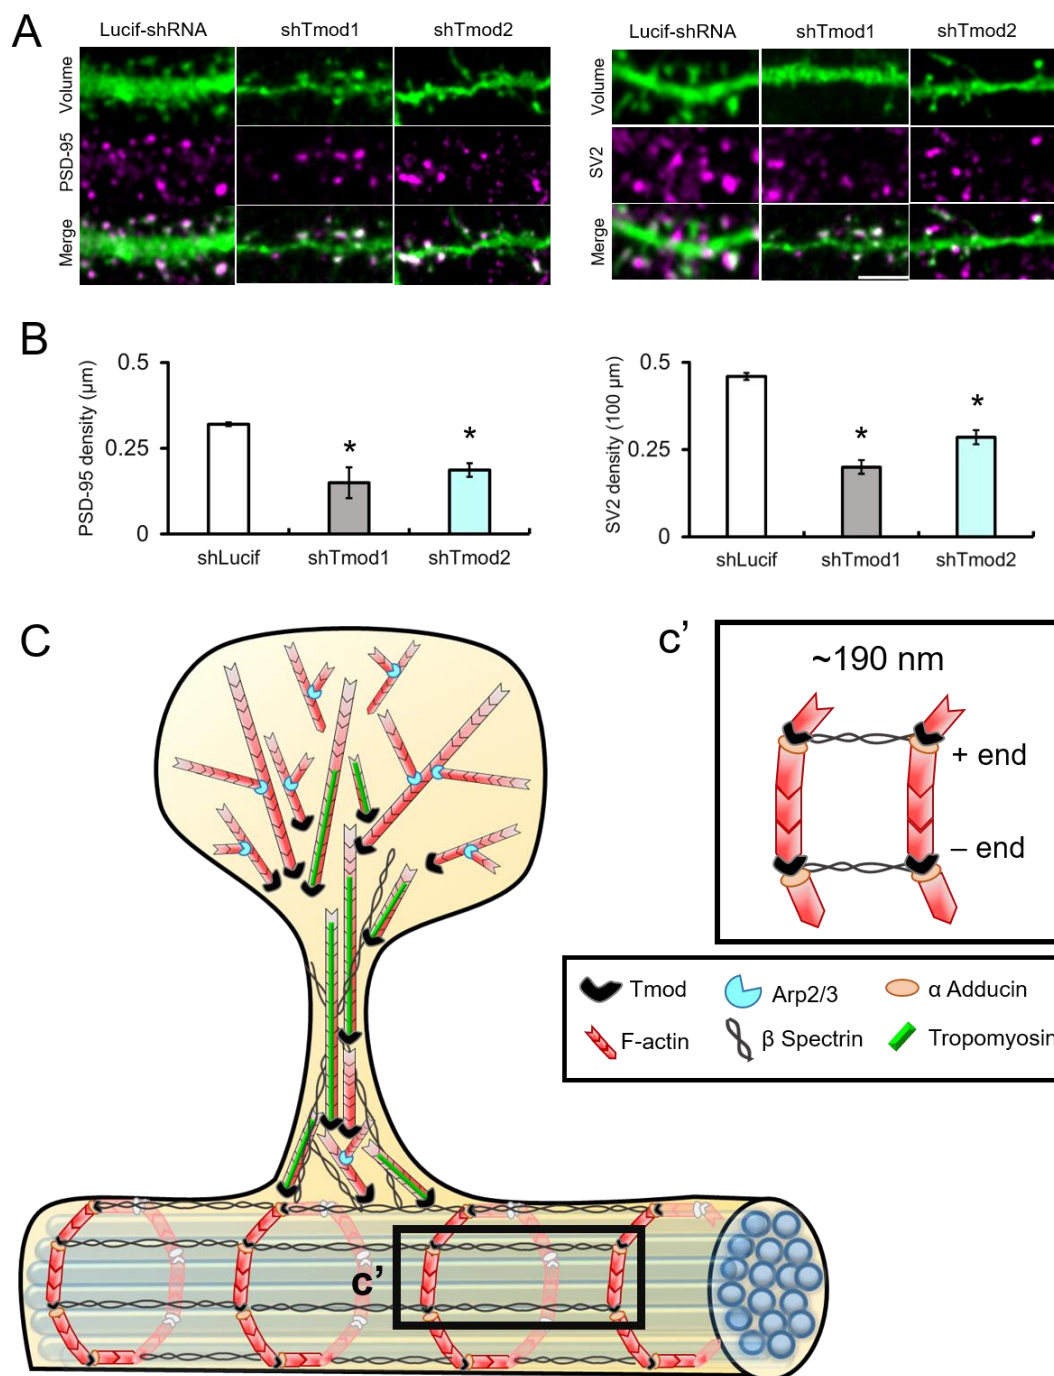 A
Lucif-shRNA shTmod1 shTmod2
Volume
PSD-95
Merge
Lucif-shRNA shTmod1 shTmod2
Volume
SV2
Merge
B
PSD-95 density (μm)
0.5
0.25
0
* *
shLucif shTmod1 shTmod2
SV2 density (100 μm)
0.5
0.25
0
* *
shLucif shTmod1 shTmod2
C
c'
c'
~190 nm
+ end
– end
Tmod Arp2/3 α Adducin
F-actin β Spectrin Tropomyosin